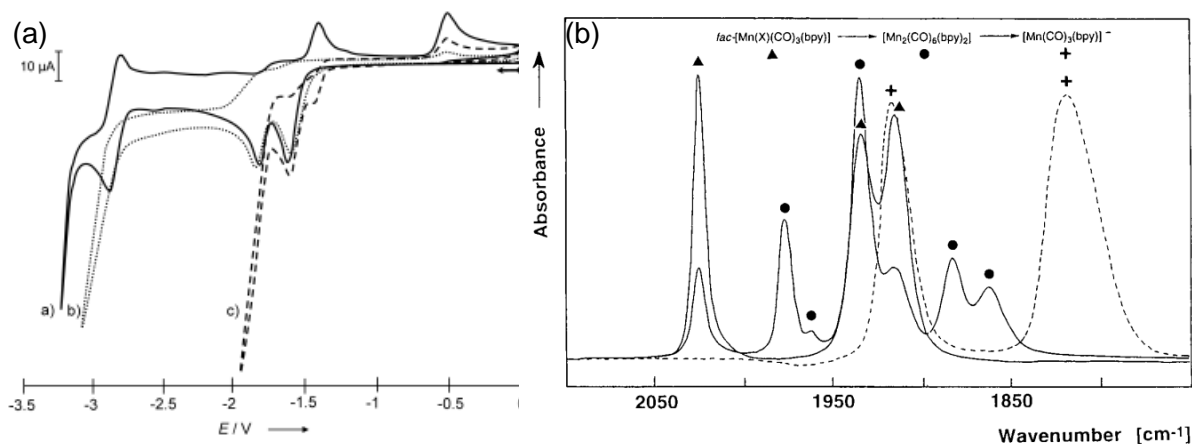 (a)
10 µA
a)
b)
c)
-3.5
-3
-2.5
-2
-1.5
-1
-0.5
E / V
(b)
fac-[Mn(X)(CO)₃(bpy)] → [Mn₂(CO)₆(bpy)₂] → [Mn(CO)₃(bpy)]⁻
Absorbance
2050
1950
1850
Wavenumber [cm⁻¹]